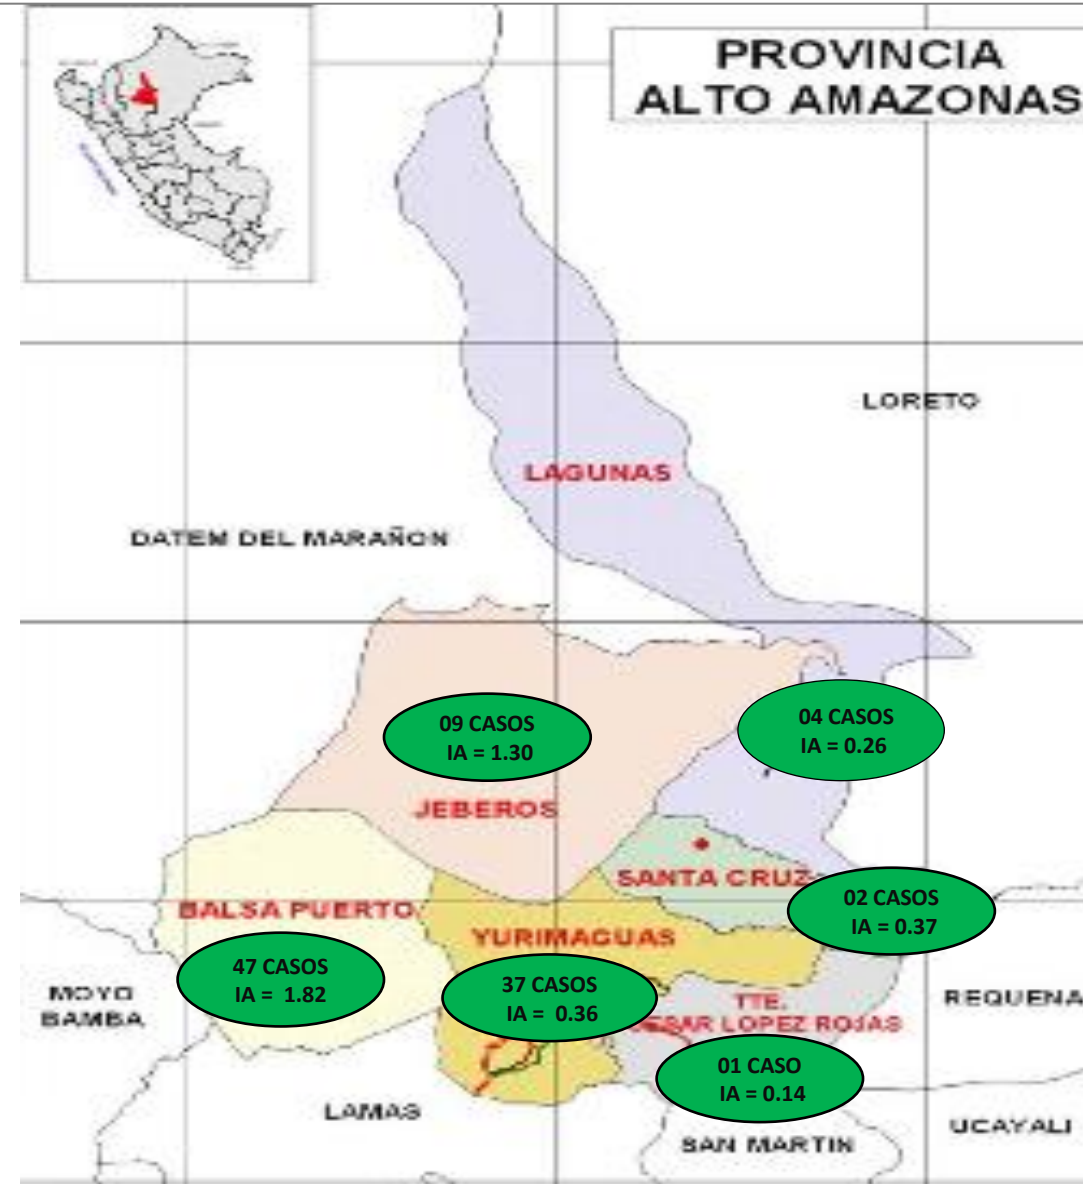 PROVINCIA
ALTO AMAZONAS
LORETO
LAGUNAS
DATEM DEL MARAÑON
09 CASOS
IA = 1.30
04 CASOS
IA = 0.26
JEBEROS
SANTA CRUZ
02 CASOS
IA = 0.37
BALSA PUERTO
YURIMAGUAS
47 CASOS
IA = 1.82
37 CASOS
IA = 0.36
MOYO
BAMBA
TTE.
ESAR LOPEZ ROJAS
REQUENA
01 CASO
IA = 0.14
LAMAS
SAN MARTIN
UCAYALI